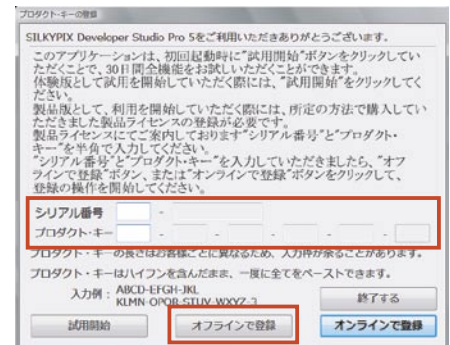 プロダクト・キーの登録
SILKYPIX Developer Studio Pro 5をご利用いただきありがとうございます。
このアプリケーションは、初回起動時に"試用開始"ボタンをクリックしてい
ただくことで、30日間全機能をお試しいただくことができます。
体験版として試用を開始していただく際には、"試用開始"をクリックしてく
ださい。
製品版として、利用を開始していただく際には、所定の方法で購入してい
ただきました製品ライセンスの登録が必要です。
製品ライセンスにてご案内しております"シリアル番号"と"プロダクト・
キー"を半角で入力してください。
"シリアル番号"と"プロダクト・キー"を入力していただきましたら、"オフ
ラインで登録"ボタン、または"オンラインで登録"ボタンをクリックして、
登録の操作を開始してください。
シリアル番号 -
プロダクト・キー - - - - -
プロダクト・キーの長さはお客様ごとに異なるため、入力枠が余ることがあります。
プロダクト・キーはハイフンを含んだまま、一度に全てをペーストできます。
入力例 : ABCD-EFGH-JKL
KLMN-OPQR-STUV-WXYZ-3
終了する
試用開始 オフラインで登録 オンラインで登録